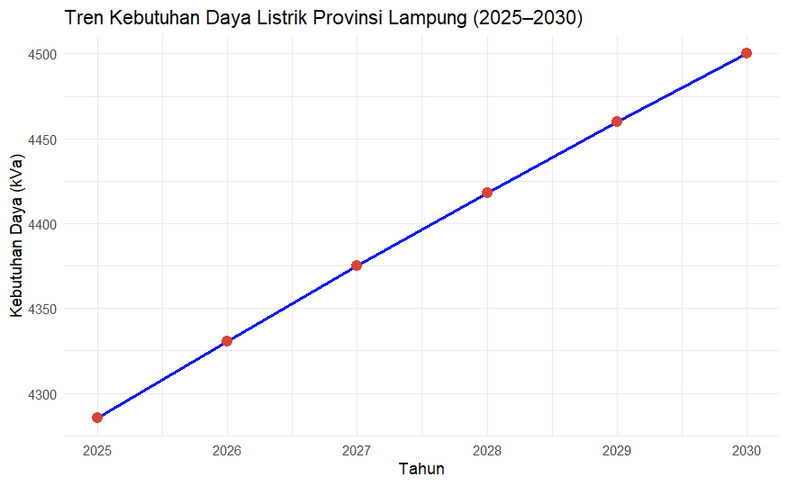 Tren Kebutuhan Daya Listrik Provinsi Lampung (2025–2030)
Kebutuhan Daya (kVa)
4500
4450
4400
4350
4300
2025 2026 2027 2028 2029 2030
Tahun